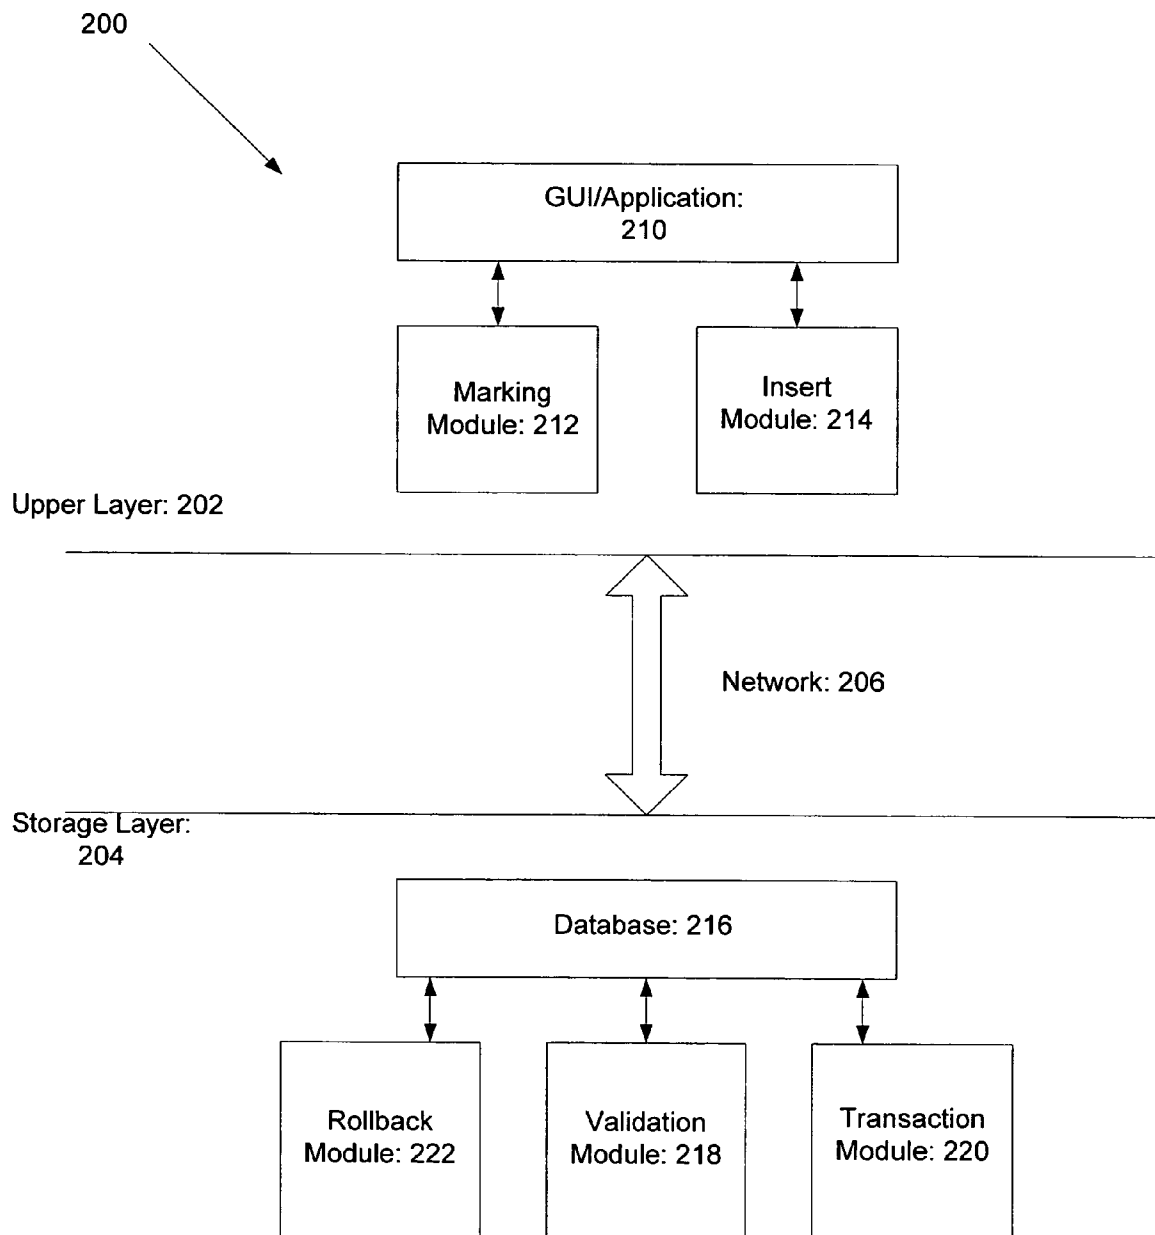 200
GUI/Application:
210
Marking
Module: 212
Insert
Module: 214
Upper Layer: 202
Network: 206
Storage Layer:
204
Database: 216
Rollback
Module: 222
Validation
Module: 218
Transaction
Module: 220